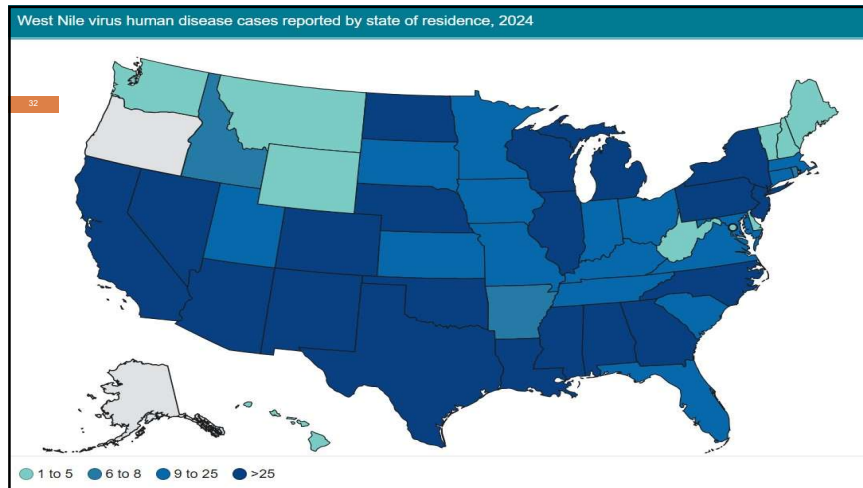 West Nile virus human disease cases reported by state of residence, 2024
32
1 to 5 6 to 8 9 to 25 >25